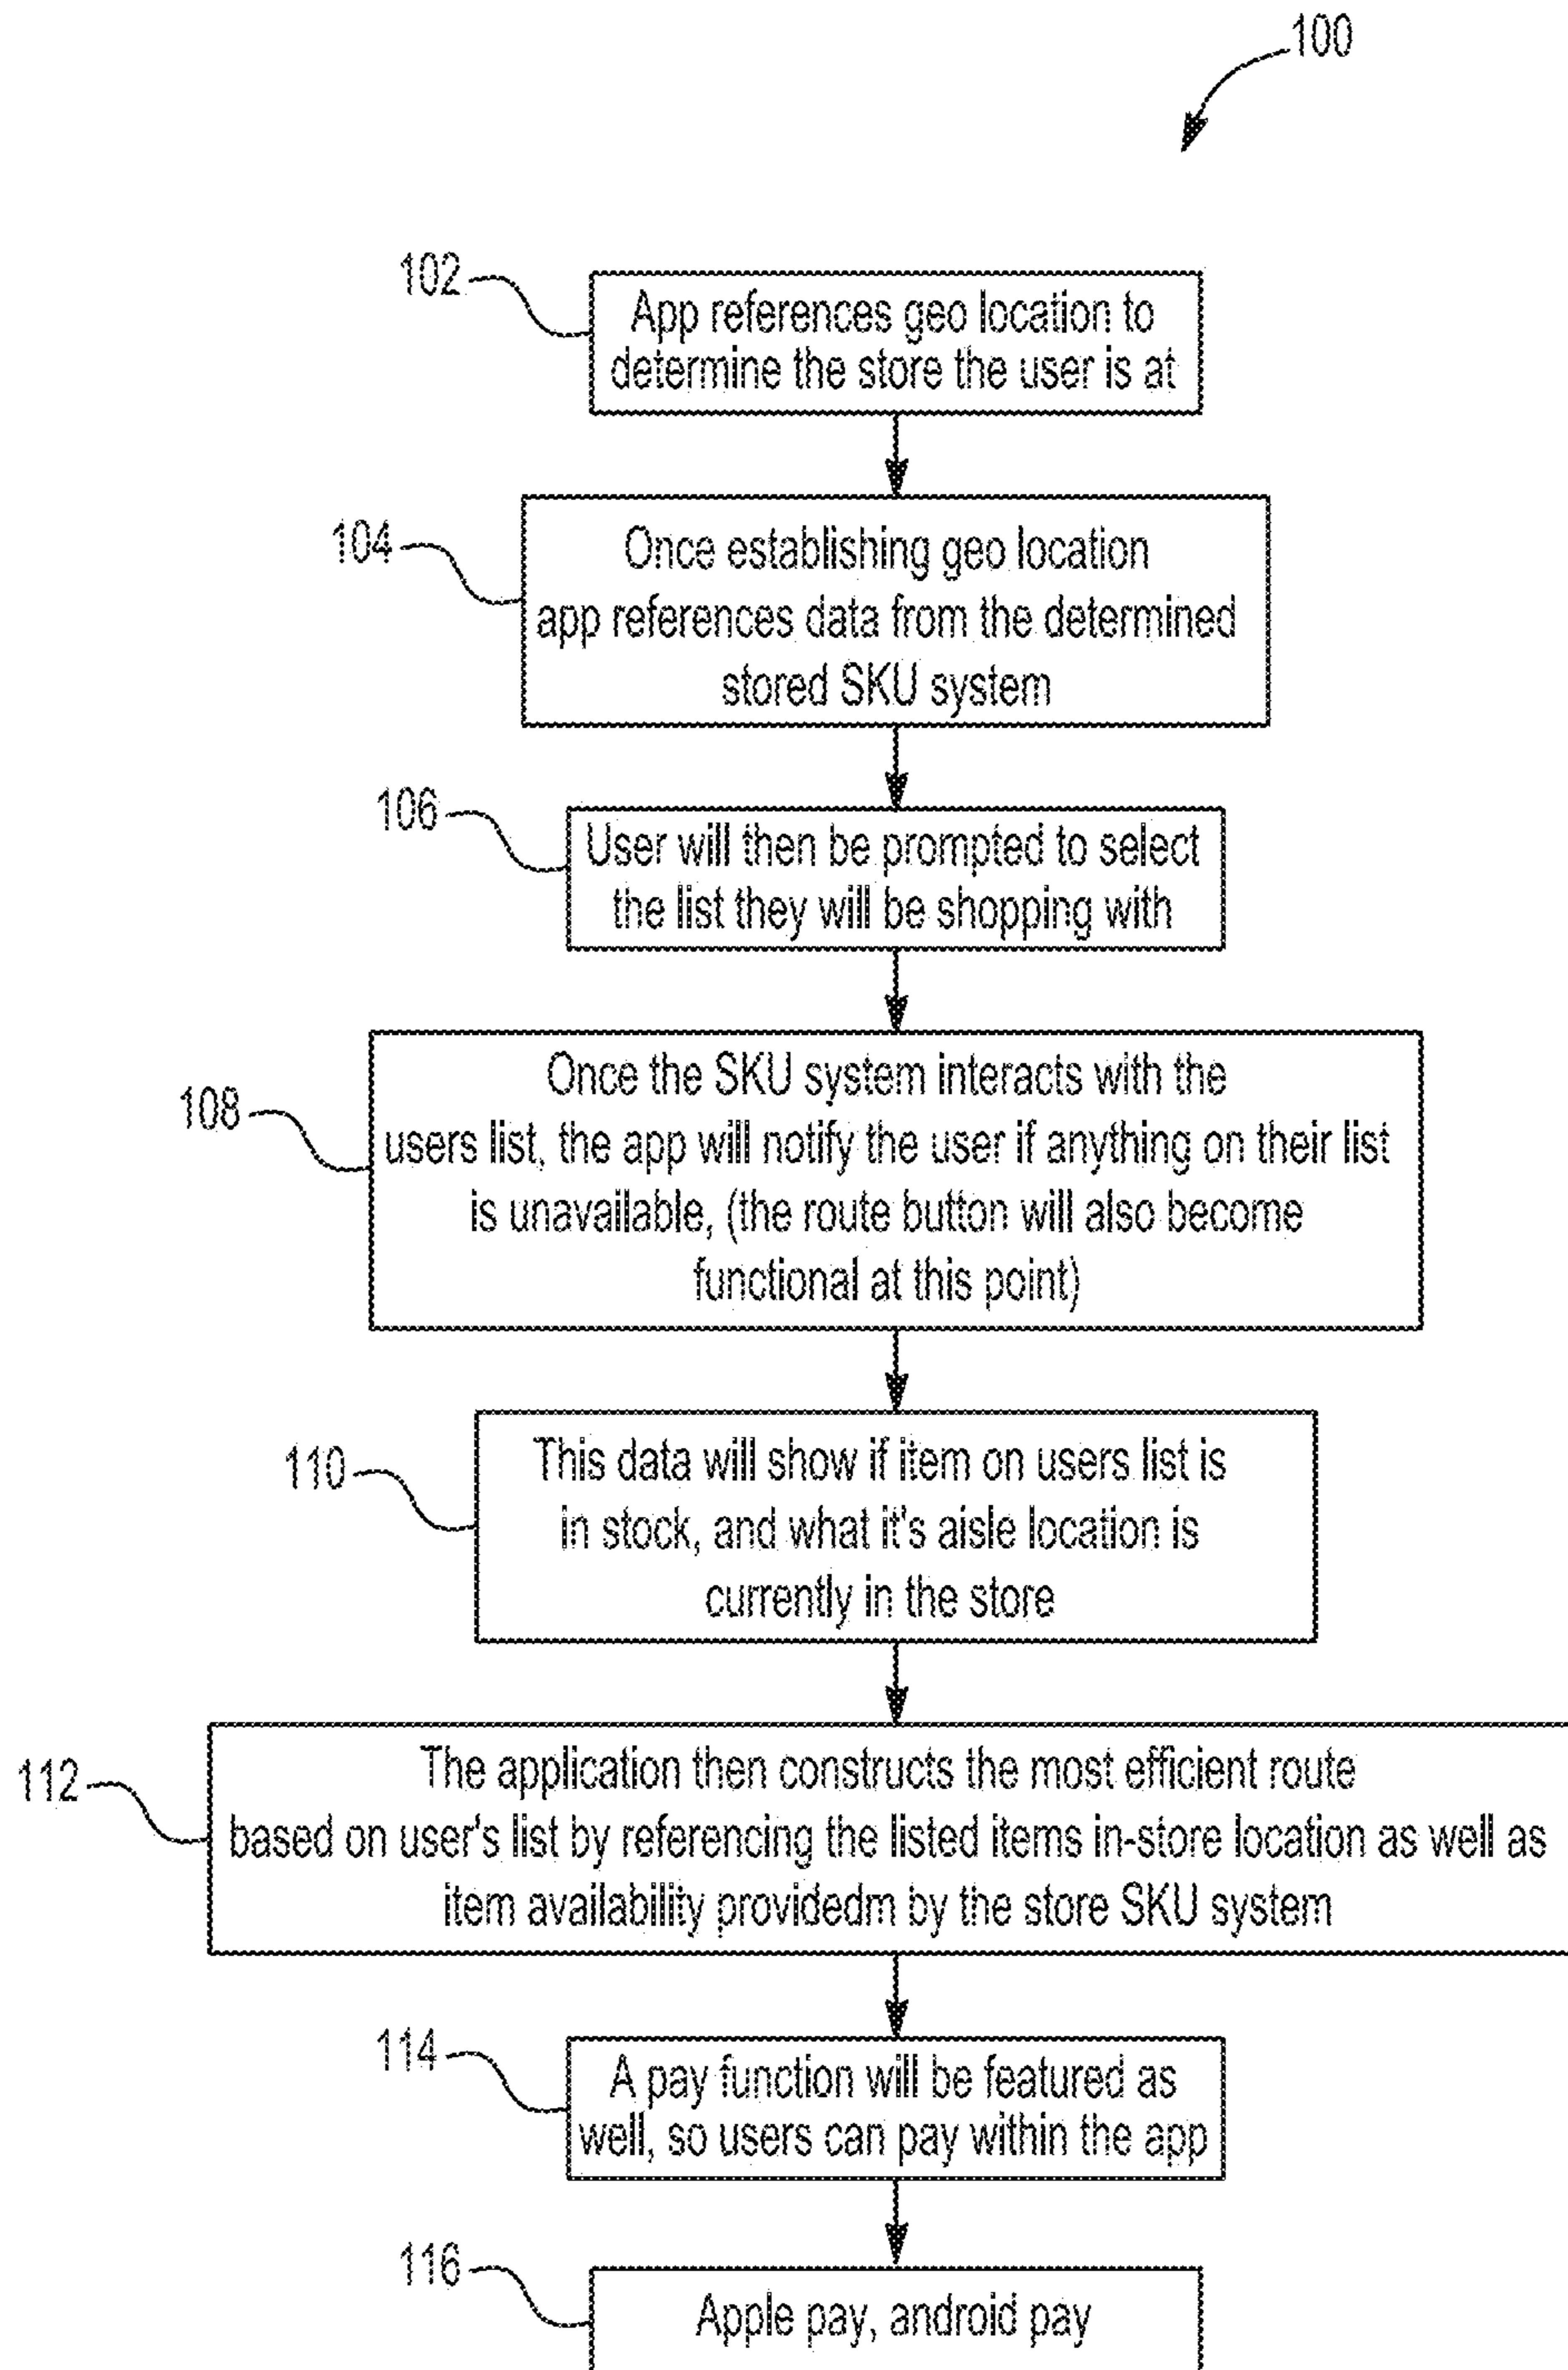 100
102
App references geo location to
determine the store the user is at
104
Once establishing geo location
app references data from the determined
stored SKU system
106
User will then be prompted to select
the list they will be shopping with
108
Once the SKU system interacts with the
users list, the app will notify the user if anything on their list
is unavailable, (the route button will also become
functional at this point)
110
This data will show if item on users list is
in stock, and what it's aisle location is
currently in the store
112
The application then constructs the most efficient route
based on user's list by referencing the listed items in-store location as well as
item availability providedm by the store SKU system
114
A pay function will be featured as
well, so users can pay within the app
116
Apple pay, android pay